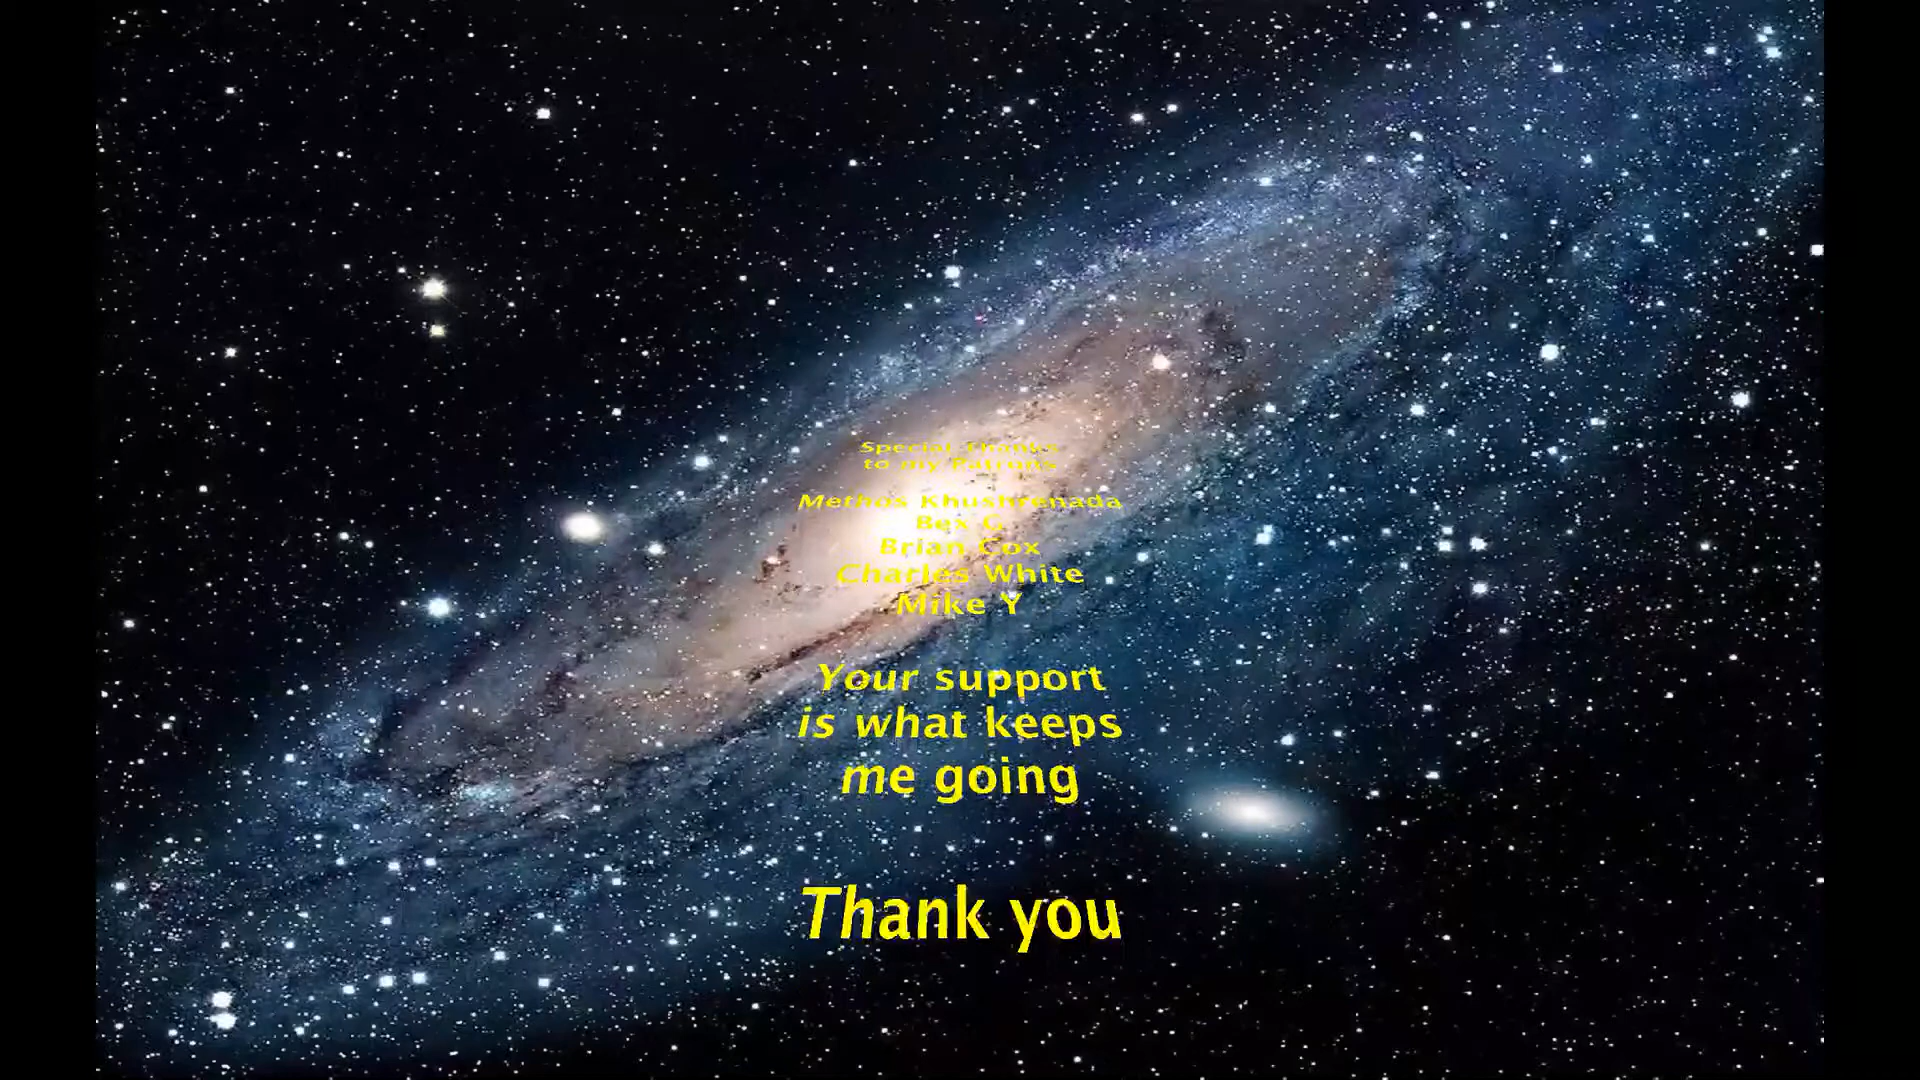 Special Thanks
to my Patrons
Methos Khushrenada
Bex G
Brian Cox
Charles White
Mike Y
Your support
is what keeps
me going
Thank you